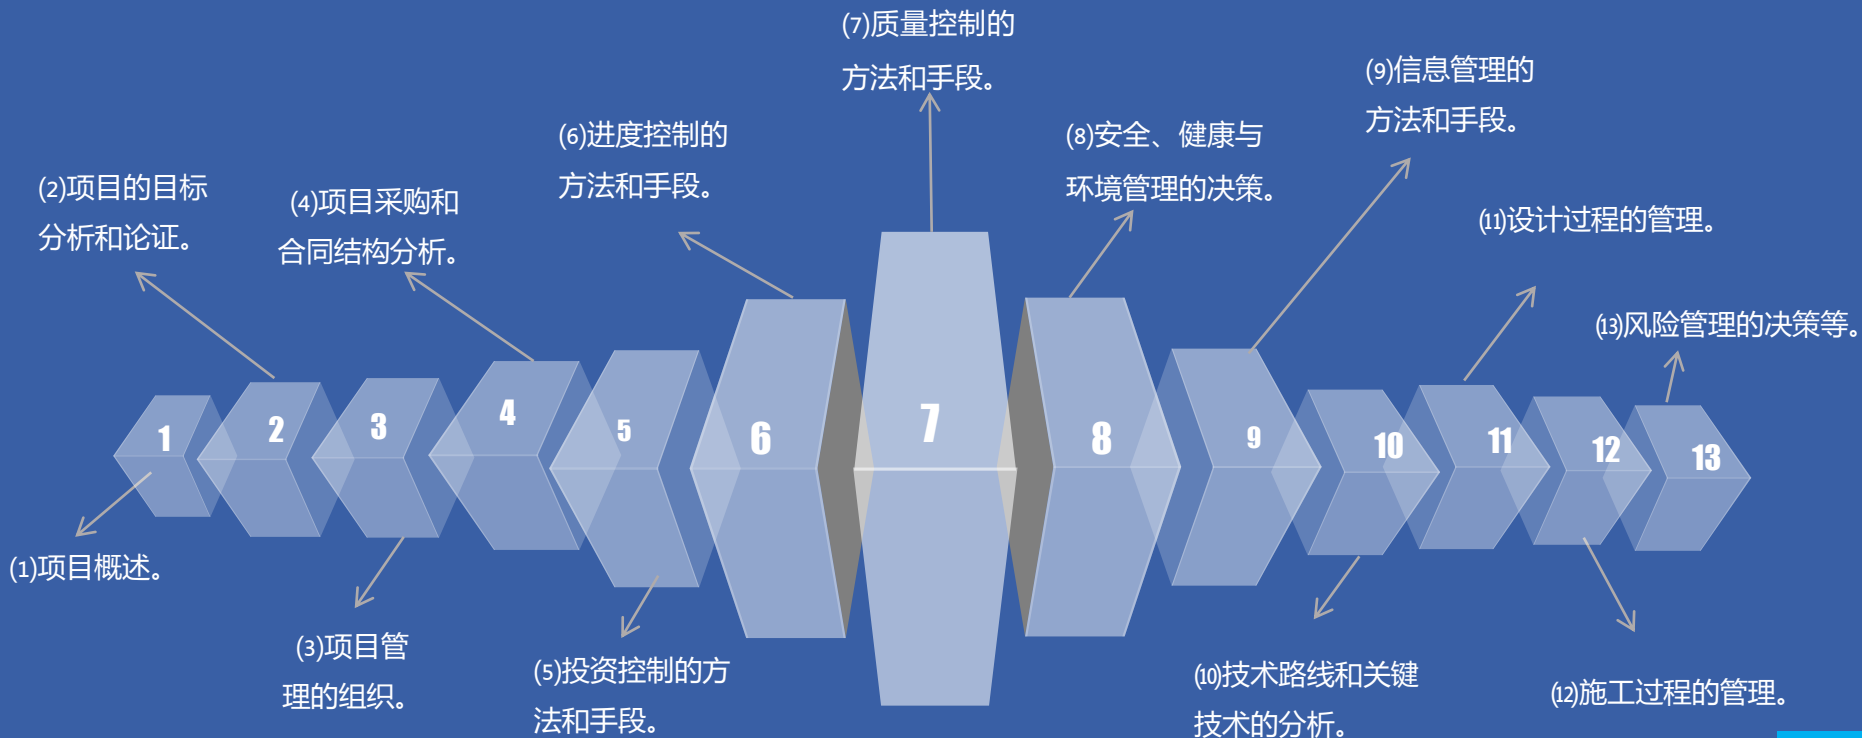 (1)项目概述。
(2)项目的目标
分析和论证。
(3)项目管
理的组织。
(4)项目采购和
合同结构分析。
(5)投资控制的方
法和手段。
(6)进度控制的
方法和手段。
(7)质量控制的
方法和手段。
(8)安全、健康与
环境管理的决策。
(9)信息管理的
方法和手段。
(10)技术路线和关键
技术的分析。
(11)设计过程的管理。
(12)施工过程的管理。
(13)风险管理的决策等。
1
2
3
4
5
6
7
8
9
10
11
12
13